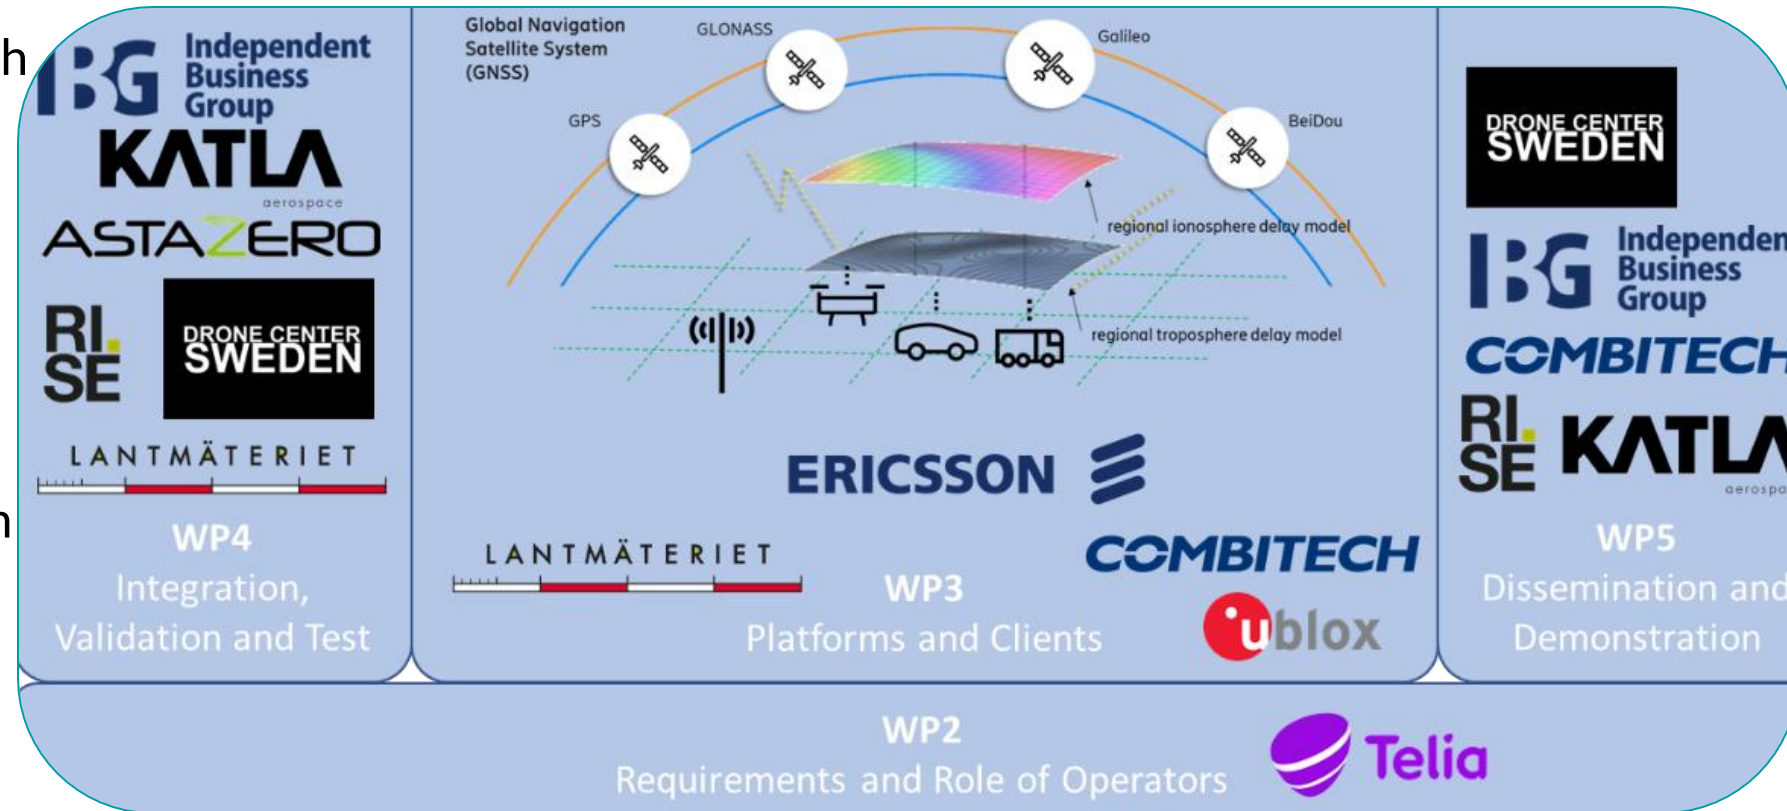 h
n
IBG Independent
Business
Group
KATLA
aerospace
ASTAZERO
RI.
SE
DRONE CENTER
SWEDEN
LANTMÄTERIET
WP4
Integration,
Validation and Test
Global Navigation
Satellite System
(GNSS)
GLONASS
Galileo
GPS
BeiDou
regional ionosphere delay model
regional troposphere delay model
ERICSSON
LANTMÄTERIET
COMBITECH
WP3
Platforms and Clients
ublox
DRONE CENTER
SWEDEN
IBG Independen
Business
Group
COMBITECH
RI.
SE
KATLA
aerospa
WP5
Dissemination and
Demonstration
WP2
Requirements and Role of Operators
Telia